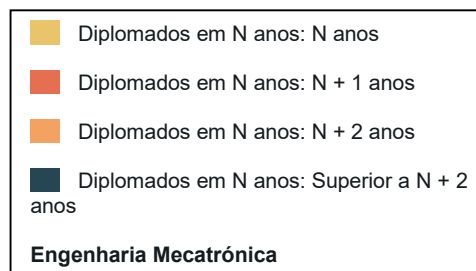 Diplomados em N anos: N anos
Diplomados em N anos: N + 1 anos
Diplomados em N anos: N + 2 anos
Diplomados em N anos: Superior a N + 2
anos
Engenharia Mecatrónica